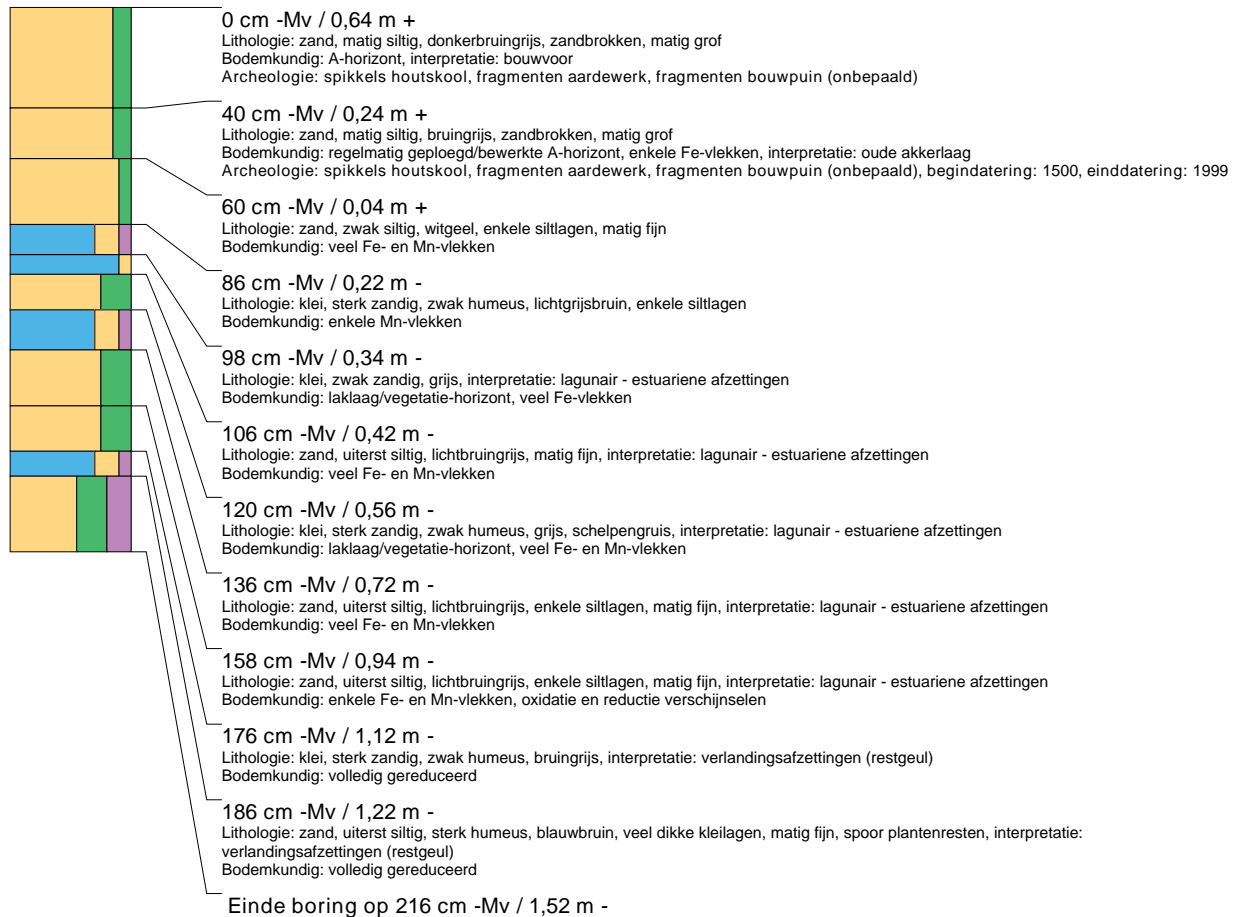 0 cm -Mv / 0,64 m +
Lithologie: zand, matig siltig, donkerbruingrijs, zandbrokken, matig grof
Bodemkundig: A-horizont, interpretatie: bouwvoor
Archeologie: spikkels houtskool, fragmenten aardewerk, fragmenten bouwpuin (onbepaald)
40 cm -Mv / 0,24 m +
Lithologie: zand, matig siltig, bruingrijs, zandbrokken, matig grof
Bodemkundig: regelmatig geploegd/bewerkte A-horizont, enkele Fe-vlekken, interpretatie: oude akkerlaag
Archeologie: spikkels houtskool, fragmenten aardewerk, fragmenten bouwpuin (onbepaald), begindatering: 1500, einddatering: 1999
60 cm -Mv / 0,04 m +
Lithologie: zand, zwak siltig, witgeel, enkele siltlagen, matig fijn
Bodemkundig: veel Fe- en Mn-vlekken
86 cm -Mv / 0,22 m -
Lithologie: klei, sterk zandig, zwak humeus, lichtgrijsbruin, enkele siltlagen
Bodemkundig: enkele Mn-vlekken
98 cm -Mv / 0,34 m -
Lithologie: klei, zwak zandig, grijs, interpretatie: lagunair - estuariene afzettingen
Bodemkundig: laklaag/vegetatie-horizont, veel Fe-vlekken
106 cm -Mv / 0,42 m -
Lithologie: zand, uiterst siltig, lichtbruingrijs, matig fijn, interpretatie: lagunair - estuariene afzettingen
Bodemkundig: veel Fe- en Mn-vlekken
120 cm -Mv / 0,56 m -
Lithologie: klei, sterk zandig, zwak humeus, grijs, schelpengruis, interpretatie: lagunair - estuariene afzettingen
Bodemkundig: laklaag/vegetatie-horizont, veel Fe- en Mn-vlekken
136 cm -Mv / 0,72 m -
Lithologie: zand, uiterst siltig, lichtbruingrijs, enkele siltlagen, matig fijn, interpretatie: lagunair - estuariene afzettingen
Bodemkundig: veel Fe- en Mn-vlekken
158 cm -Mv / 0,94 m -
Lithologie: zand, uiterst siltig, lichtbruingrijs, enkele siltlagen, matig fijn, interpretatie: lagunair - estuariene afzettingen
Bodemkundig: enkele Fe- en Mn-vlekken, oxidatie en reductie verschijnselen
176 cm -Mv / 1,12 m -
Lithologie: klei, sterk zandig, zwak humeus, bruingrijs, interpretatie: verlandingsafzettingen (restgeul)
Bodemkundig: volledig gereduceerd
186 cm -Mv / 1,22 m -
Lithologie: zand, uiterst siltig, sterk humeus, blauwbruin, veel dikke kleilagen, matig fijn, spoor plantenresten, interpretatie:
verlandingsafzettingen (restgeul)
Bodemkundig: volledig gereduceerd
Einde boring op 216 cm -Mv / 1,52 m -